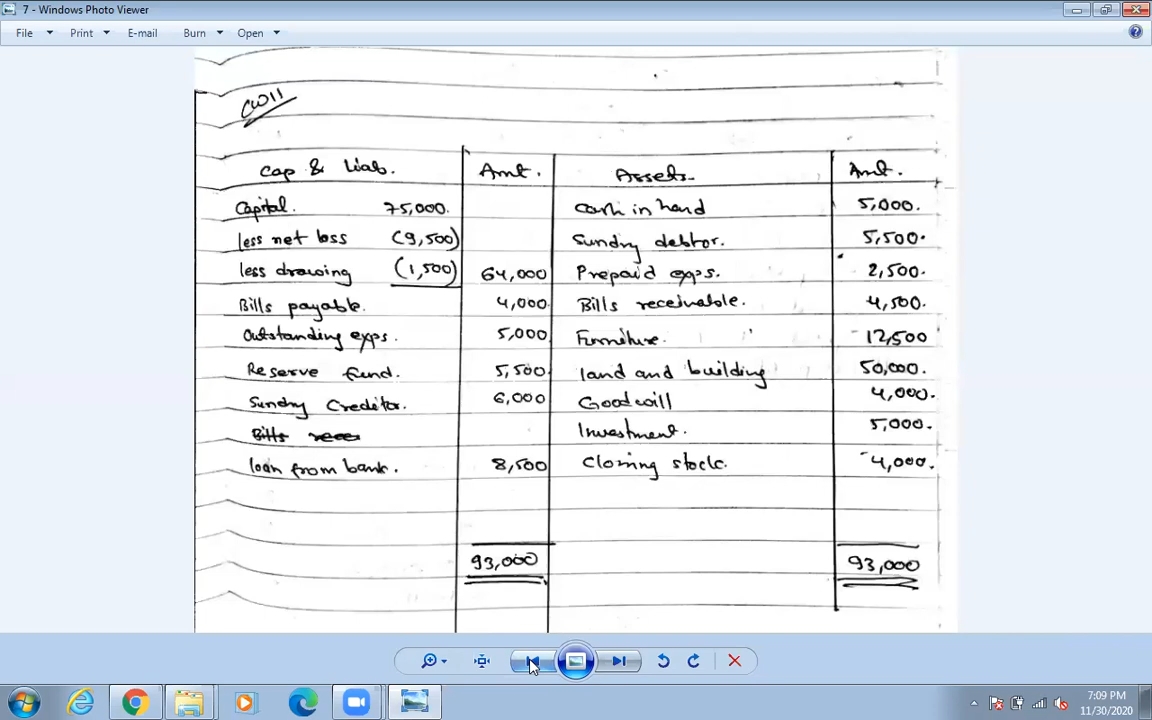 7 - Windows Photo Viewer
File Print E-mail Burn Open
CW11
Cap & Liab. Amt. Assets. Amt.
Capital. 75,000. Cash in hand 5,000.
less net loss (9,500) Sundry debtor. 5,500.
less drawing (1,500) 64,000 Prepaid exps. 2,500.
Bills payable. 4,000 Bills receivable. 4,500.
Outstanding exps. 5,000 Furniture. 12,500
Reserve fund. 5,500 land and building 50,000.
Sundry Creditor. 6,000 Goodwill 4,000.
Bills rece Investment. 5,000.
loan from bank. 8,500 Closing stock. 4,000.
93,000 93,000
7:09 PM
11/30/2020